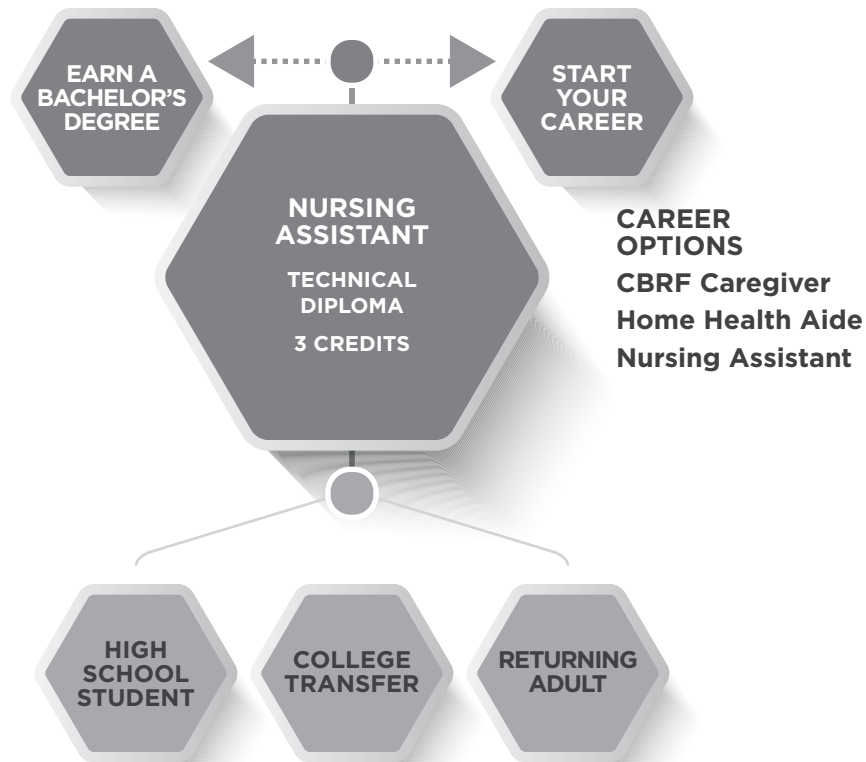 EARN A
BACHELOR'S
DEGREE
START
YOUR
CAREER
NURSING
ASSISTANT
TECHNICAL
DIPLOMA
3 CREDITS
CAREER
OPTIONS
CBRF Caregiver
Home Health Aide
Nursing Assistant
HIGH
SCHOOL
STUDENT
COLLEGE
TRANSFER
RETURNING
ADULT